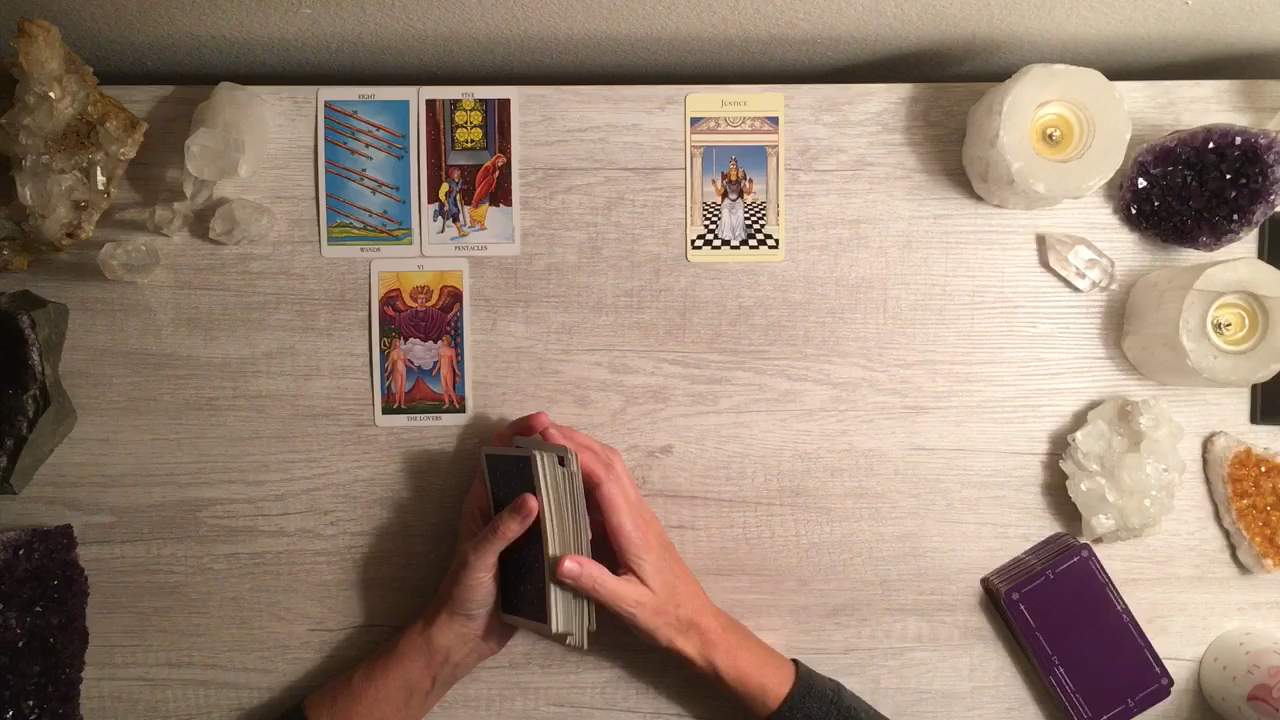 EIGHT
WANDS
FIVE
PENTACLES
JUSTICE
VI
THE LOVERS